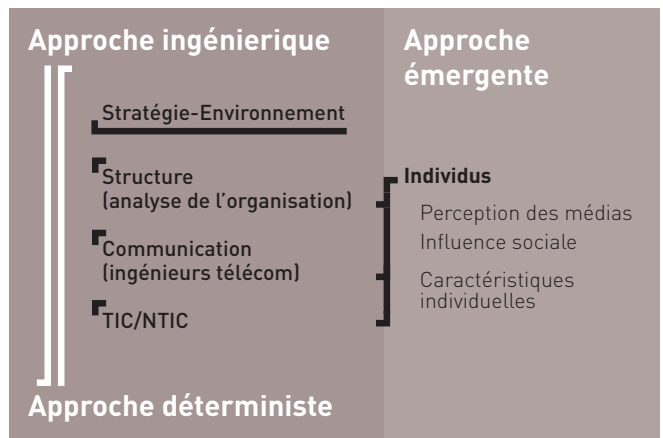 Approche ingénierique
Stratégie-Environnement
Structure
(analyse de l'organisation)
Communication
(ingénieurs télécom)
TIC/NTIC
Approche déterministe
Approche
émergente
Individus
Perception des médias
Influence sociale
Caractéristiques
individuelles